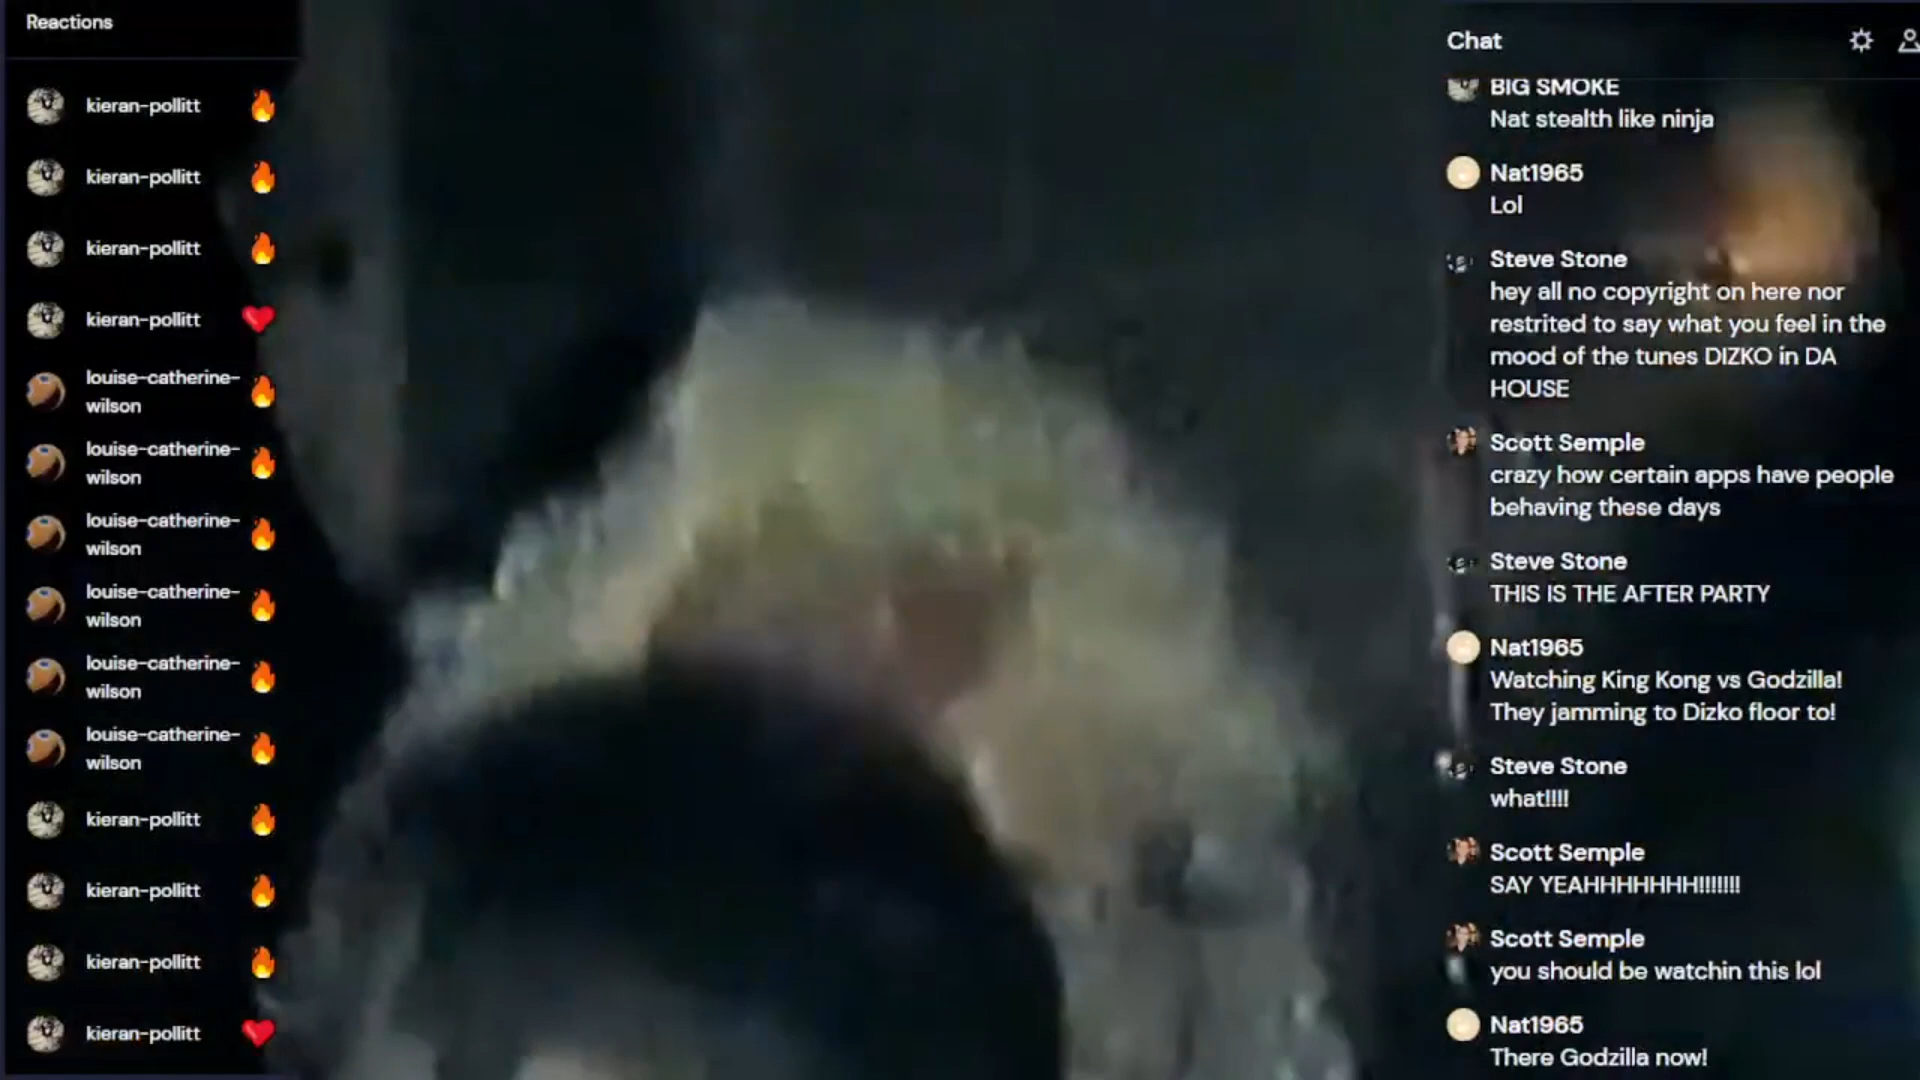 Reactions
kieran-pollitt
kieran-pollitt
kieran-pollitt
kieran-pollitt
louise-catherine-
wilson
louise-catherine-
wilson
louise-catherine-
wilson
louise-catherine-
wilson
louise-catherine-
wilson
louise-catherine-
wilson
kieran-pollitt
kieran-pollitt
kieran-pollitt
kieran-pollitt
Chat
BIG SMOKE
Nat stealth like ninja
Nat1965
Lol
Steve Stone
hey all no copyright on here nor
restrited to say what you feel in the
mood of the tunes DIZKO in DA
HOUSE
Scott Semple
crazy how certain apps have people
behaving these days
Steve Stone
THIS IS THE AFTER PARTY
Nat1965
Watching King Kong vs Godzilla!
They jamming to Dizko floor to!
Steve Stone
what!!!!
Scott Semple
SAY YEAHHHHHHH!!!!!!!
Scott Semple
you should be watchin this lol
Nat1965
There Godzilla now!